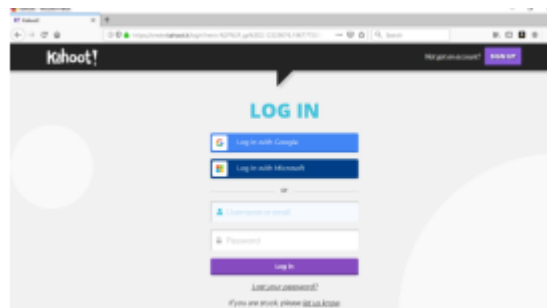 Kahoot!
Not got an account? SIGN UP
LOG IN
Log in with Google
Log in with Microsoft
or
Username or email
Password
Log in
Lost your password?
If you are stuck, please let us know